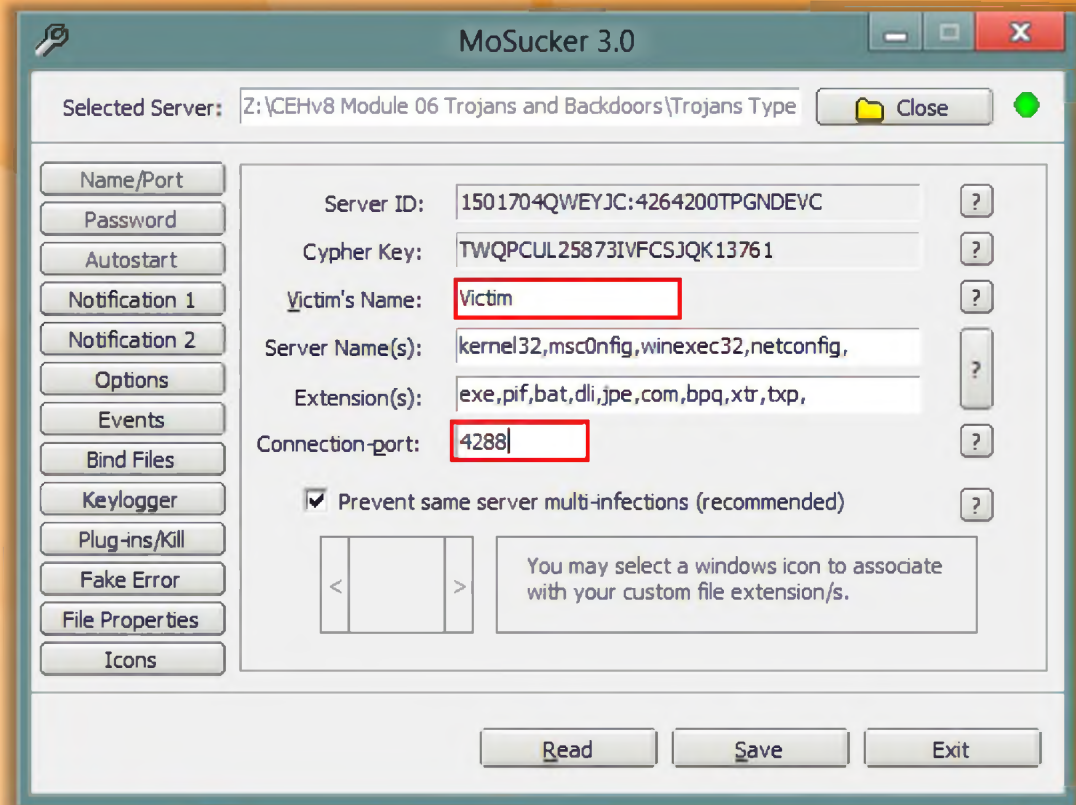 MoSucker 3.0
Selected Server: Z:\CEHv8 Module 06 Trojans and Backdoors\Trojans Type Close
Name/Port
Password
Autostart
Notification 1
Notification 2
Options
Events
Bind Files
Keylogger
Plug-ins/Kill
Fake Error
File Properties
Icons
Server ID: 1501704QWEYJC:4264200TPGNDEVC ?
Cypher Key: TWQPCUL25873IVFCSJQK13761 ?
Victim's Name: Victim ?
Server Name(s): kernel32,msc0nfig,winexec32,netconfig, ?
Extension(s): exe,pif,bat,dli,jpe,com,bpq,xtr,txp,
Connection-port: 4288 ?
Prevent same server multi-infections (recommended) ?
< >
You may select a windows icon to associate
with your custom file extension/s.
Read Save Exit